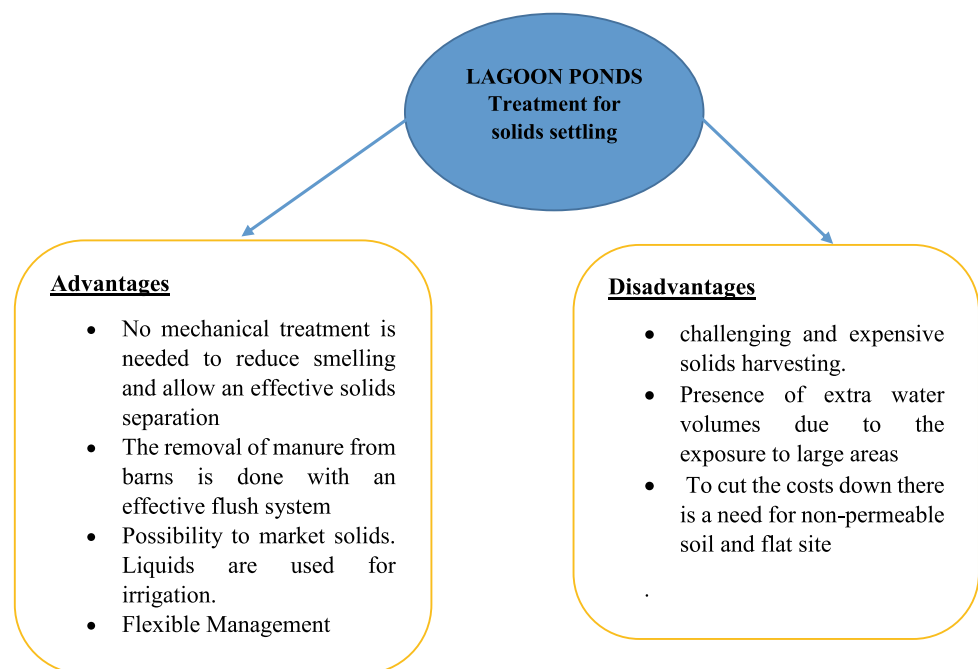 LAGOON PONDS
Treatment for
solids settling
Advantages
• No mechanical treatment is
needed to reduce smelling
and allow an effective solids
separation
• The removal of manure from
barns is done with an
effective flush system
• Possibility to market solids.
Liquids are used for
irrigation.
• Flexible Management
Disadvantages
• challenging and expensive
solids harvesting.
• Presence of extra water
volumes due to the
exposure to large areas
• To cut the costs down there
is a need for non-permeable
soil and flat site
.